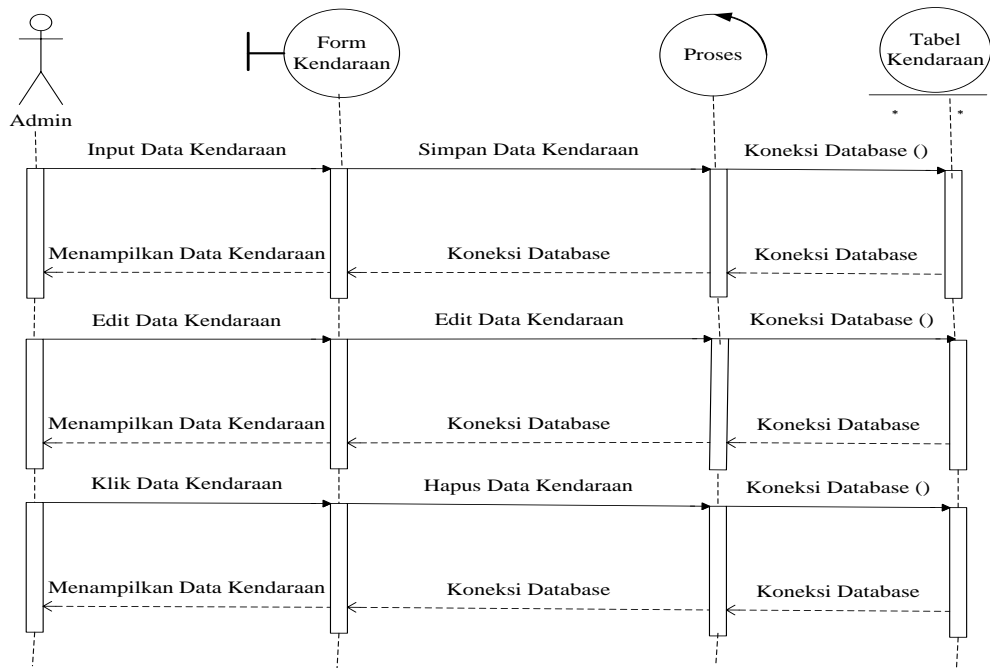 Form
Kendaraan
Proses
Tabel
Kendaraan
Admin
* *
Input Data Kendaraan
Simpan Data Kendaraan
Koneksi Database ()
Menampilkan Data Kendaraan
Koneksi Database
Koneksi Database
Edit Data Kendaraan
Edit Data Kendaraan
Koneksi Database ()
Menampilkan Data Kendaraan
Koneksi Database
Koneksi Database
Klik Data Kendaraan
Hapus Data Kendaraan
Koneksi Database ()
Menampilkan Data Kendaraan
Koneksi Database
Koneksi Database